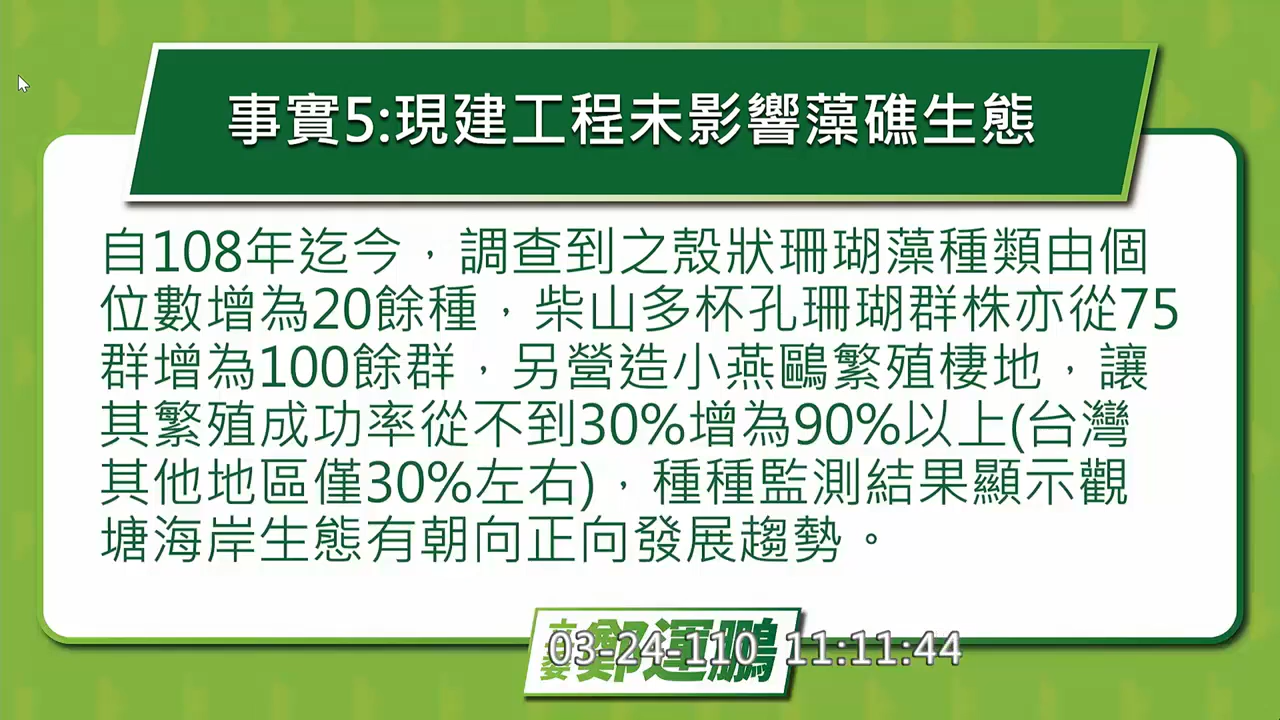 事實5:現建工程未影響藻礁生態
自108年迄今，調查到之殼狀珊瑚藻種類由個
位數增為20餘種，柴山多杯孔珊瑚群株亦從75
群增為100餘群，另營造小燕鷗繁殖棲地，讓
其繁殖成功率從不到30%增為90%以上(台灣
其他地區僅30%左右)，種種監測結果顯示觀
塘海岸生態有朝向正向發展趨勢。
立委 鄭運鵬
03-24-110 11:11:44